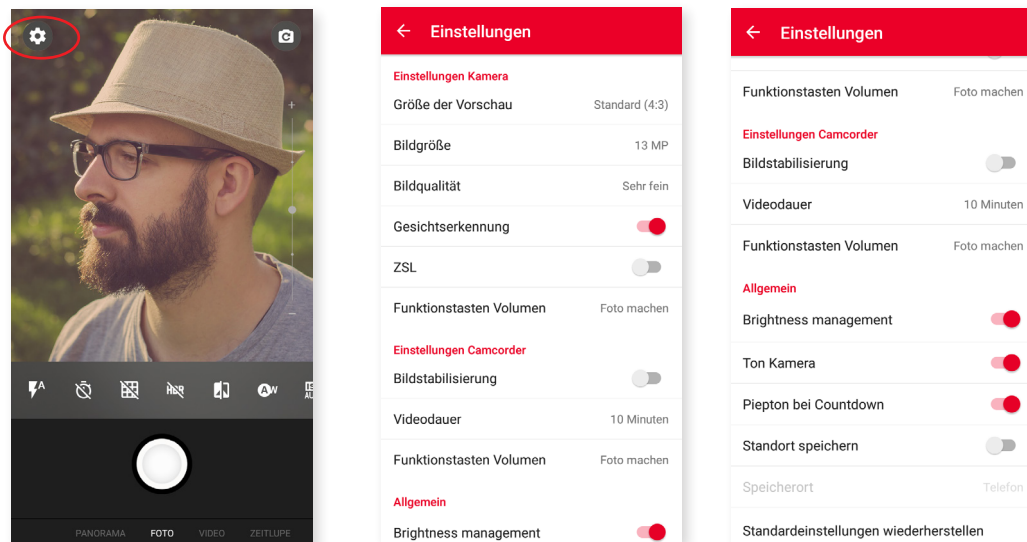 A
HDR
AW
PANORAMA FOTO VIDEO ZEITLUPE
Einstellungen
Einstellungen Kamera
Größe der Vorschau Standard (4:3)
Bildgröße 13 MP
Bildqualität Sehr fein
Gesichtserkennung
ZSL
Funktionstasten Volumen Foto machen
Einstellungen Camcorder
Bildstabilisierung
Videodauer 10 Minuten
Funktionstasten Volumen Foto machen
Allgemein
Brightness management
Einstellungen
Funktionstasten Volumen Foto machen
Einstellungen Camcorder
Bildstabilisierung
Videodauer 10 Minuten
Funktionstasten Volumen Foto machen
Allgemein
Brightness management
Ton Kamera
Piepton bei Countdown
Standort speichern
Speicherort Telefon
Standardeinstellungen wiederherstellen